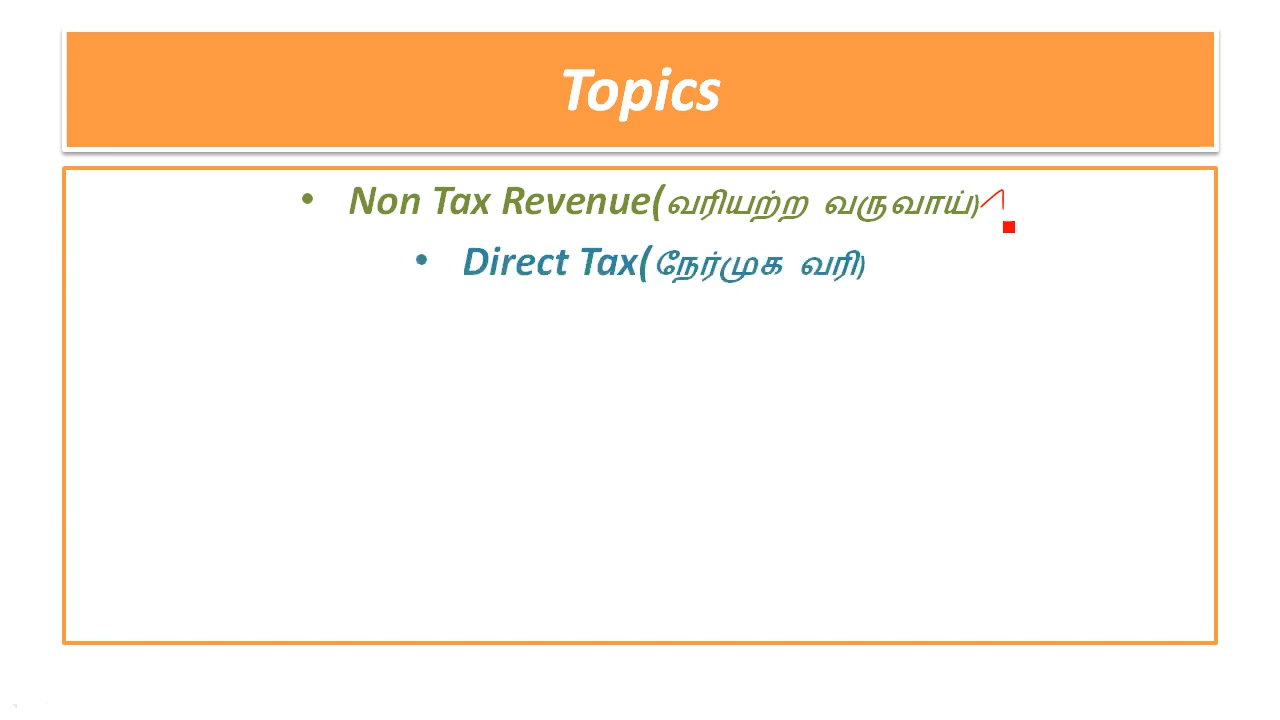 Topics
• Non Tax Revenue(வரியற்ற வருவாய்)
• Direct Tax(நேர்முக வரி)